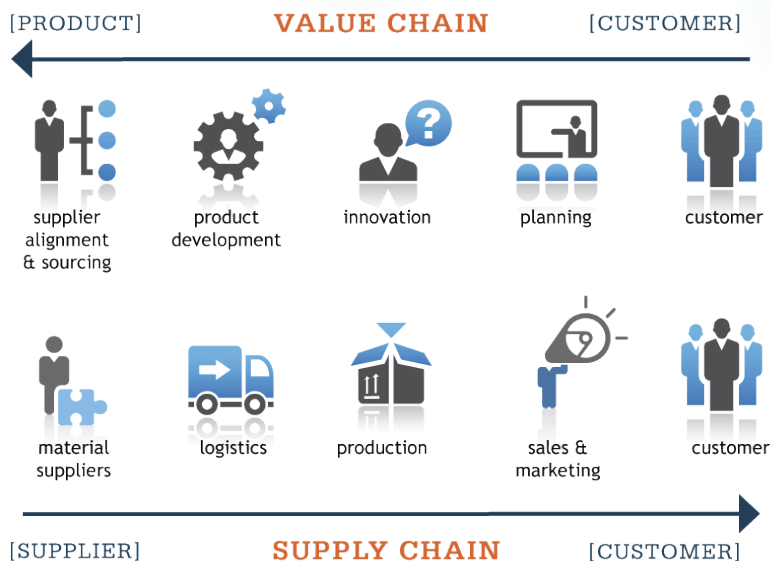 [PRODUCT] VALUE CHAIN [CUSTOMER]
?
supplier
alignment
& sourcing
product
development
innovation
planning
customer
material
suppliers
logistics
production
sales &
marketing
customer
[SUPPLIER] SUPPLY CHAIN [CUSTOMER]